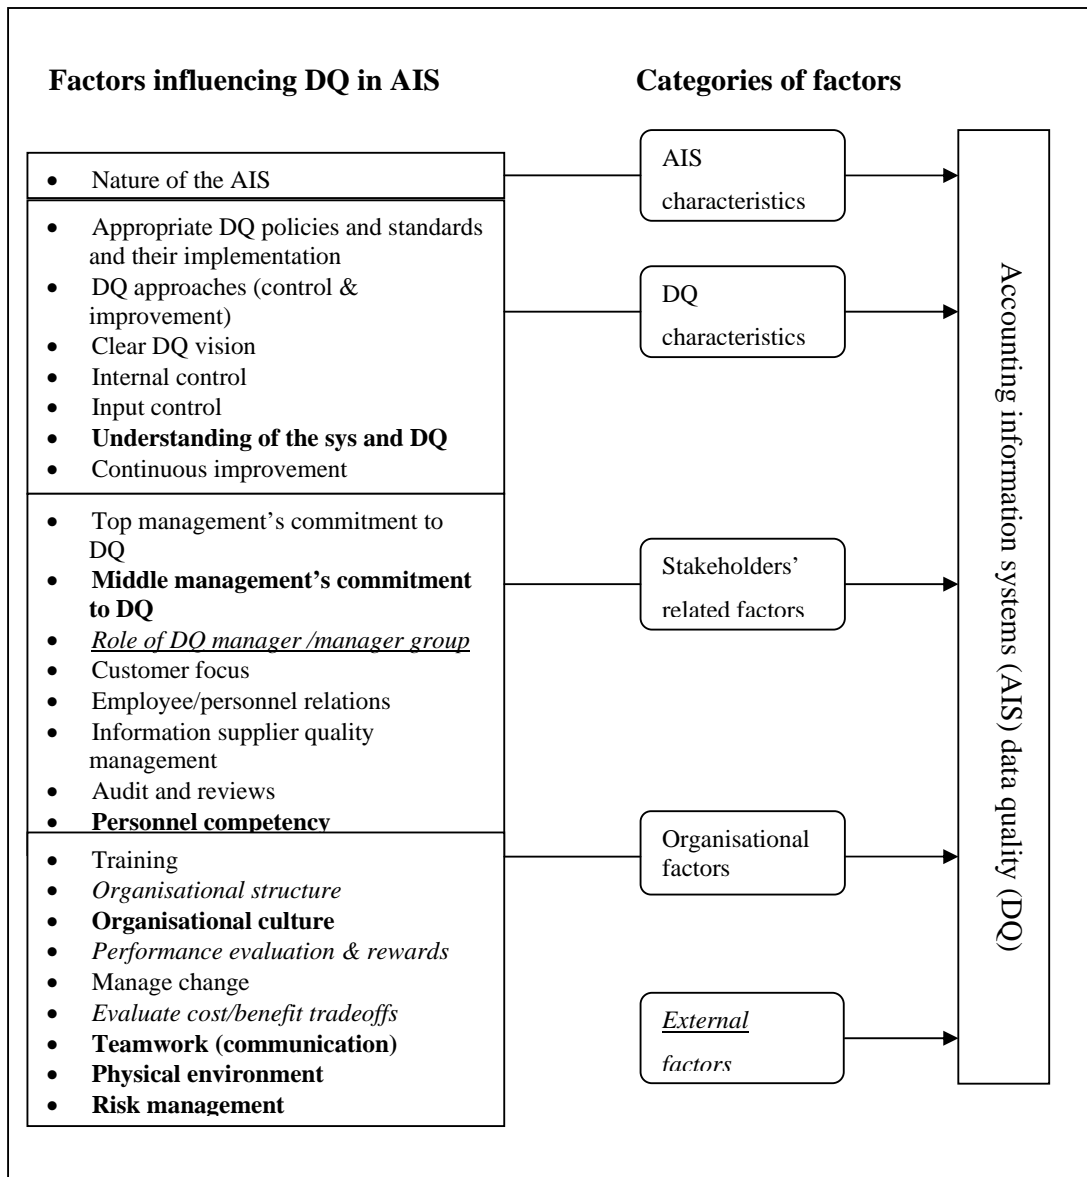 Factors influencing DQ in AIS
Categories of factors
• Nature of the AIS
• Appropriate DQ policies and standards
and their implementation
• DQ approaches (control &
improvement)
• Clear DQ vision
• Internal control
• Input control
• Understanding of the sys and DQ
• Continuous improvement
• Top management’s commitment to
DQ
• Middle management’s commitment
to DQ
• Role of DQ manager /manager group
• Customer focus
• Employee/personnel relations
• Information supplier quality
management
• Audit and reviews
• Personnel competency
• Training
• Organisational structure
• Organisational culture
• Performance evaluation & rewards
• Manage change
• Evaluate cost/benefit tradeoffs
• Teamwork (communication)
• Physical environment
• Risk management
AIS
characteristics
DQ
characteristics
Stakeholders’
related factors
Organisational
factors
External
factors
Accounting information systems (AIS) data quality (DQ)